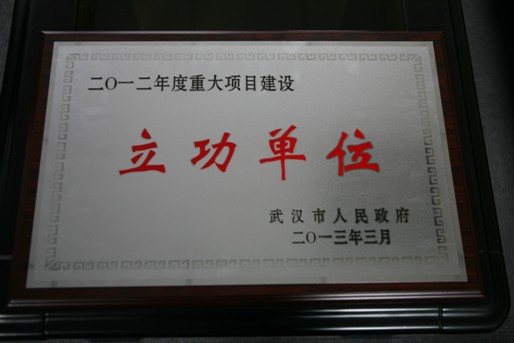 二〇一二年度重大项目建设
立功单位
武汉市人民政府
二〇一三年三月